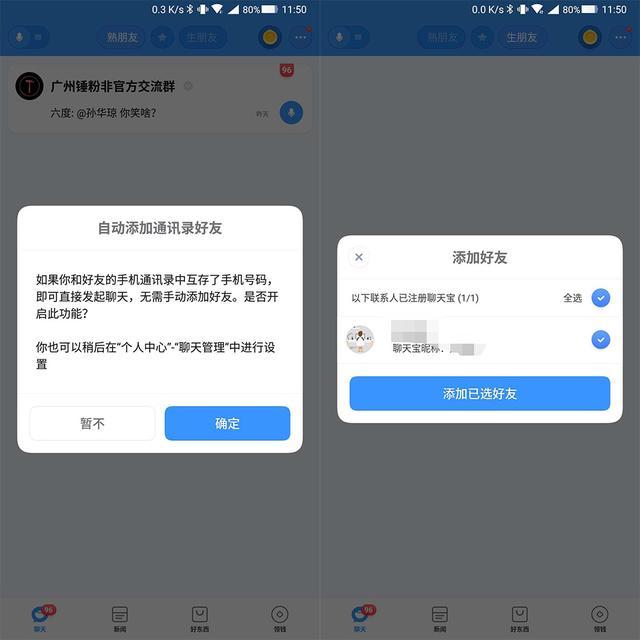 0.3 K/s 80% 11:50
熟朋友 生朋友
96
广州锤粉非官方交流群
六度: @孙华琼 你笑啥?
昨天
自动添加通讯录好友
如果你和好友的手机通讯录中互存了手机号码，
即可直接发起聊天，无需手动添加好友。是否开
启此功能？
你也可以稍后在“个人中心”-“聊天管理”中进行设
置
暂不 确定
96
聊天 新闻 好东西 领钱
0.0 K/s 80% 11:50
熟朋友 生朋友
添加好友
以下联系人已注册聊天宝 (1/1) 全选
聊天宝昵称:
添加已选好友
96
聊天 新闻 好东西 领钱